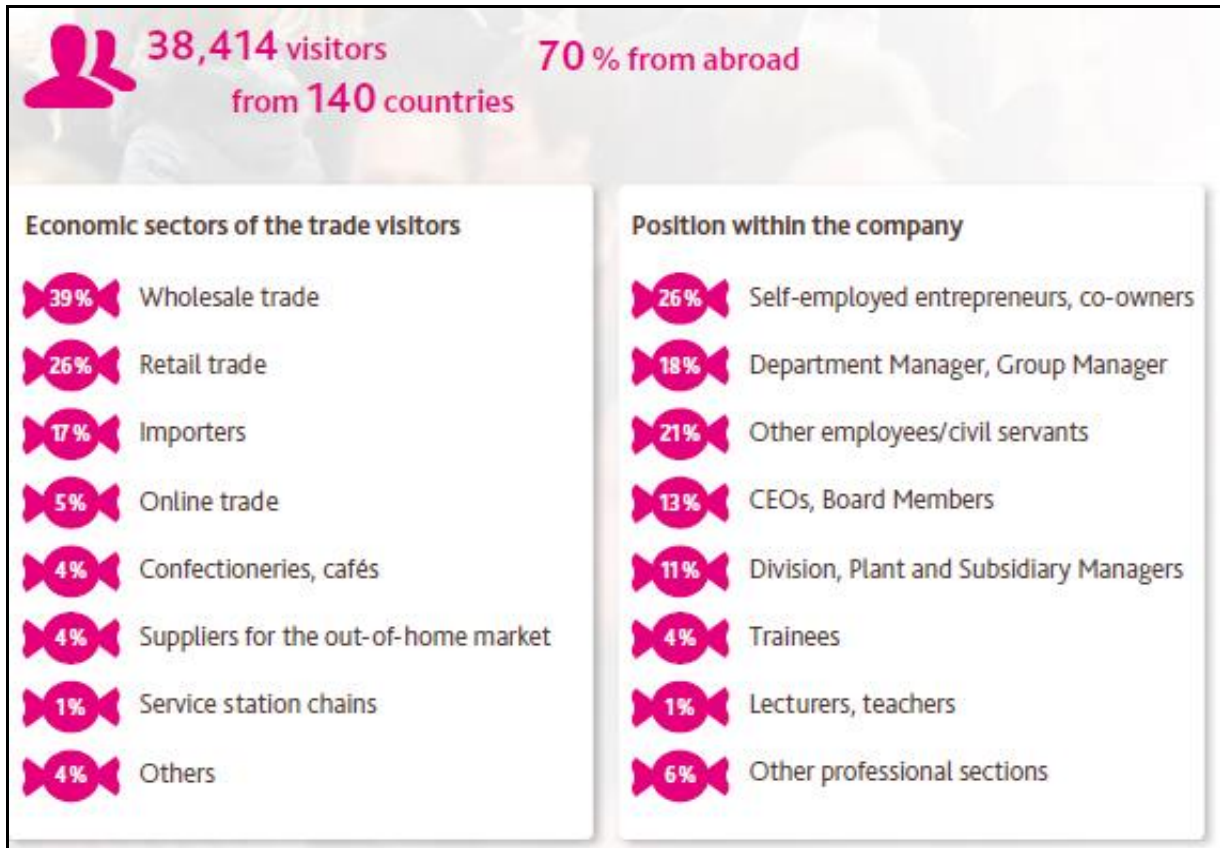 38,414 visitors
from 140 countries
70 % from abroad
Economic sectors of the trade visitors
39% Wholesale trade
26% Retail trade
17% Importers
5% Online trade
4% Confectioneries, cafés
4% Suppliers for the out-of-home market
1% Service station chains
4% Others
Position within the company
26% Self-employed entrepreneurs, co-owners
18% Department Manager, Group Manager
21% Other employees/civil servants
13% CEOs, Board Members
11% Division, Plant and Subsidiary Managers
4% Trainees
1% Lecturers, teachers
6% Other professional sections